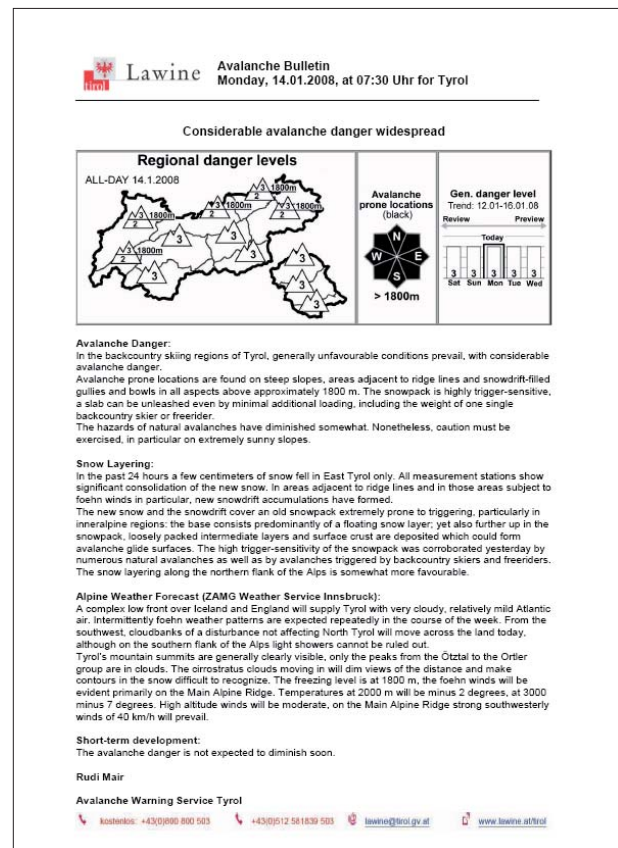 Lawine
tirol
Avalanche Bulletin
Monday, 14.01.2008, at 07:30 Uhr for Tyrol
Considerable avalanche danger widespread
Regional danger levels
ALL-DAY 14.1.2008
3 1800m
2
3 1800m
2
3
3 1800m
2
3 1800m
2
3
3
3
3
3
3
Avalanche
prone locations
(black)
N
W E
S
> 1800m
Gen. danger level
Trend: 12.01-16.01.08
Review Preview
Today
3 3 3 3 3
Sat Sun Mon Tue Wed
Avalanche Danger:
In the backcountry skiing regions of Tyrol, generally unfavourable conditions prevail, with considerable
avalanche danger.
Avalanche prone locations are found on steep slopes, areas adjacent to ridge lines and snowdrift-filled
gullies and bowls in all aspects above approximately 1800 m. The snowpack is highly trigger-sensitive,
a slab can be unleashed even by minimal additional loading, including the weight of one single
backcountry skier or freerider.
The hazards of natural avalanches have diminished somewhat. Nonetheless, caution must be
exercised, in particular on extremely sunny slopes.
Snow Layering:
In the past 24 hours a few centimeters of snow fell in East Tyrol only. All measurement stations show
significant consolidation of the new snow. In areas adjacent to ridge lines and in those areas subject to
foehn winds in particular, new snowdrift accumulations have formed.
The new snow and the snowdrift cover an old snowpack extremely prone to triggering, particularly in
inneralpine regions: the base consists predominantly of a floating snow layer; yet also further up in the
snowpack, loosely packed intermediate layers and surface crust are deposited which could form
avalanche glide surfaces. The high trigger-sensitivity of the snowpack was corroborated yesterday by
numerous natural avalanches as well as by avalanches triggered by backcountry skiers and freeriders.
The snow layering along the northern flank of the Alps is somewhat more favourable.
Alpine Weather Forecast (ZAMG Weather Service Innsbruck):
A complex low front over Iceland and England will supply Tyrol with very cloudy, relatively mild Atlantic
air. Intermittently foehn weather patterns are expected repeatedly in the course of the week. From the
southwest, cloudbanks of a disturbance not affecting North Tyrol will move across the land today,
although on the southern flank of the Alps light showers cannot be ruled out.
Tyrol's mountain summits are generally clearly visible, only the peaks from the Ötztal to the Ortler
group are in clouds. The cirrostratus clouds moving in will dim views of the distance and make
contours in the snow difficult to recognize. The freezing level is at 1800 m, the foehn winds will be
evident primarily on the Main Alpine Ridge. Temperatures at 2000 m will be minus 2 degrees, at 3000
minus 7 degrees. High altitude winds will be moderate, on the Main Alpine Ridge strong southwesterly
winds of 40 km/h will prevail.
Short-term development:
The avalanche danger is not expected to diminish soon.
Rudi Mair
Avalanche Warning Service Tyrol
kostenlos: +43(0)800 800 503 +43(0)512 581839 503 lawine@tirol.gv.at www.lawine.at/tirol